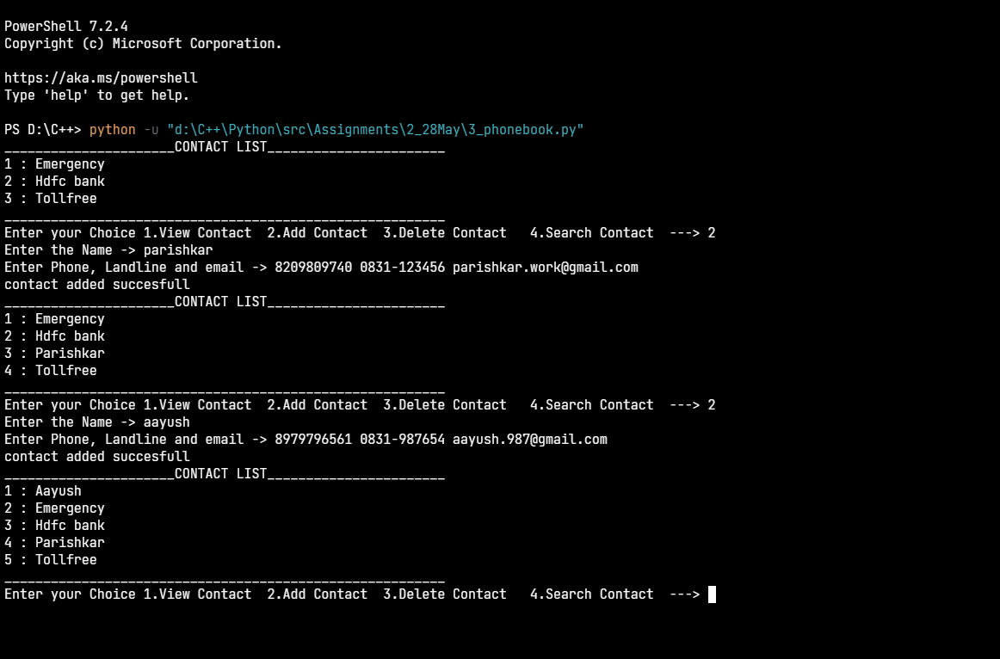 PowerShell 7.2.4
Copyright (c) Microsoft Corporation.
https://aka.ms/powershell
Type 'help' to get help.
PS D:\C++> python -u "d:\C++\Python\src\Assignments\2_28May\3_phonebook.py"
______________________CONTACT LIST_______________________
1 : Emergency
2 : Hdfc bank
3 : Tollfree
_________________________________________________________
Enter your Choice 1.View Contact  2.Add Contact  3.Delete Contact   4.Search Contact  ---> 2
Enter the Name -> parishkar
Enter Phone, Landline and email -> 8209809740 0831-123456 parishkar.work@gmail.com
contact added succesfull
______________________CONTACT LIST_______________________
1 : Emergency
2 : Hdfc bank
3 : Parishkar
4 : Tollfree
_________________________________________________________
Enter your Choice 1.View Contact  2.Add Contact  3.Delete Contact   4.Search Contact  ---> 2
Enter the Name -> aayush
Enter Phone, Landline and email -> 8979796561 0831-987654 aayush.987@gmail.com
contact added succesfull
______________________CONTACT LIST_______________________
1 : Aayush
2 : Emergency
3 : Hdfc bank
4 : Parishkar
5 : Tollfree
_________________________________________________________
Enter your Choice 1.View Contact  2.Add Contact  3.Delete Contact   4.Search Contact  --->